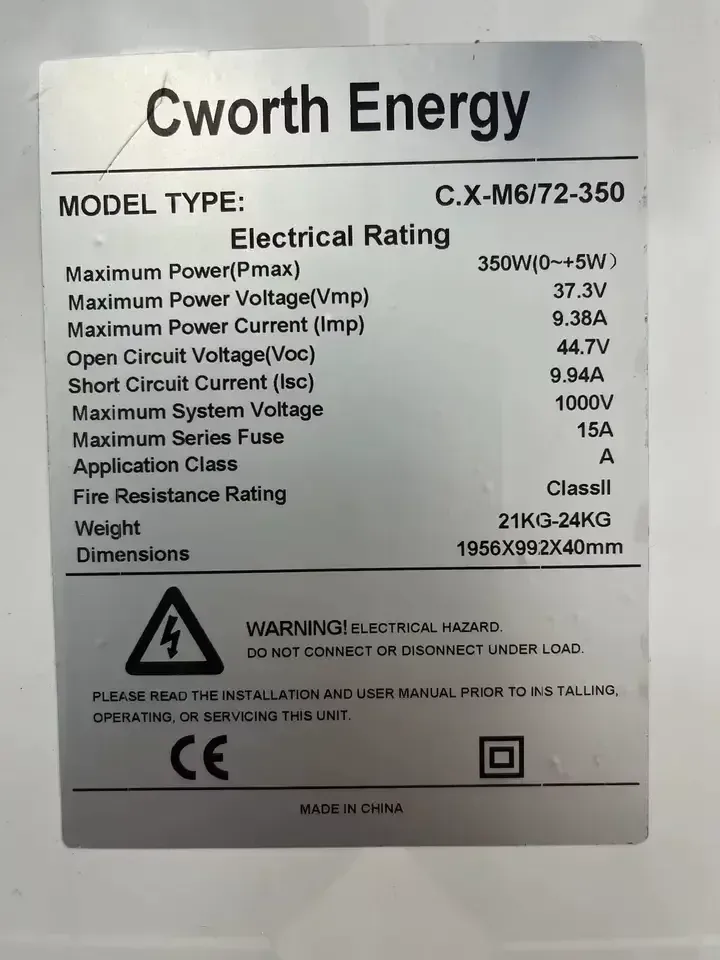 Cworth Energy
MODEL TYPE: C.X-M6/72-350
Electrical Rating
Maximum Power(Pmax) 350W(0~+5W)
Maximum Power Voltage(Vmp) 37.3V
Maximum Power Current (Imp) 9.38A
Open Circuit Voltage(Voc) 44.7V
Short Circuit Current (Isc) 9.94A
Maximum System Voltage 1000V
Maximum Series Fuse 15A
Application Class A
Fire Resistance Rating ClassII
Weight 21KG-24KG
Dimensions 1956X992X40mm
WARNING! ELECTRICAL HAZARD.
DO NOT CONNECT OR DISONNECT UNDER LOAD.
PLEASE READ THE INSTALLATION AND USER MANUAL PRIOR TO INS TALLING,
OPERATING, OR SERVICING THIS UNIT.
CE
MADE IN CHINA